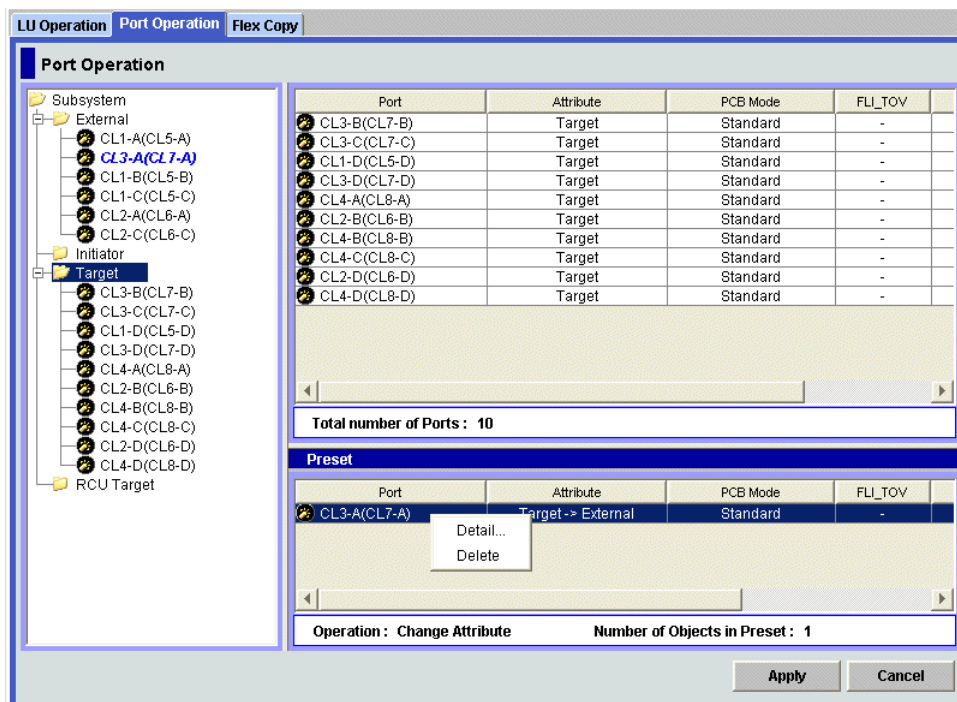 LU Operation Port Operation Flex Copy
Port Operation
Subsystem
External
CL1-A(CL5-A)
CL3-A(CL7-A)
CL1-B(CL5-B)
CL1-C(CL5-C)
CL2-A(CL6-A)
CL2-C(CL6-C)
Initiator
Target
CL3-B(CL7-B)
CL3-C(CL7-C)
CL1-D(CL5-D)
CL3-D(CL7-D)
CL4-A(CL8-A)
CL2-B(CL6-B)
CL4-B(CL8-B)
CL4-C(CL8-C)
CL2-D(CL6-D)
CL4-D(CL8-D)
RCU Target
Port Attribute PCB Mode FLI_TOV
CL3-B(CL7-B) Target Standard -
CL3-C(CL7-C) Target Standard -
CL1-D(CL5-D) Target Standard -
CL3-D(CL7-D) Target Standard -
CL4-A(CL8-A) Target Standard -
CL2-B(CL6-B) Target Standard -
CL4-B(CL8-B) Target Standard -
CL4-C(CL8-C) Target Standard -
CL2-D(CL6-D) Target Standard -
CL4-D(CL8-D) Target Standard -
Total number of Ports : 10
Preset
Port Attribute PCB Mode FLI_TOV
CL3-A(CL7-A) Target -> External Standard -
Detail...
Delete
Operation : Change Attribute Number of Objects in Preset : 1
Apply Cancel